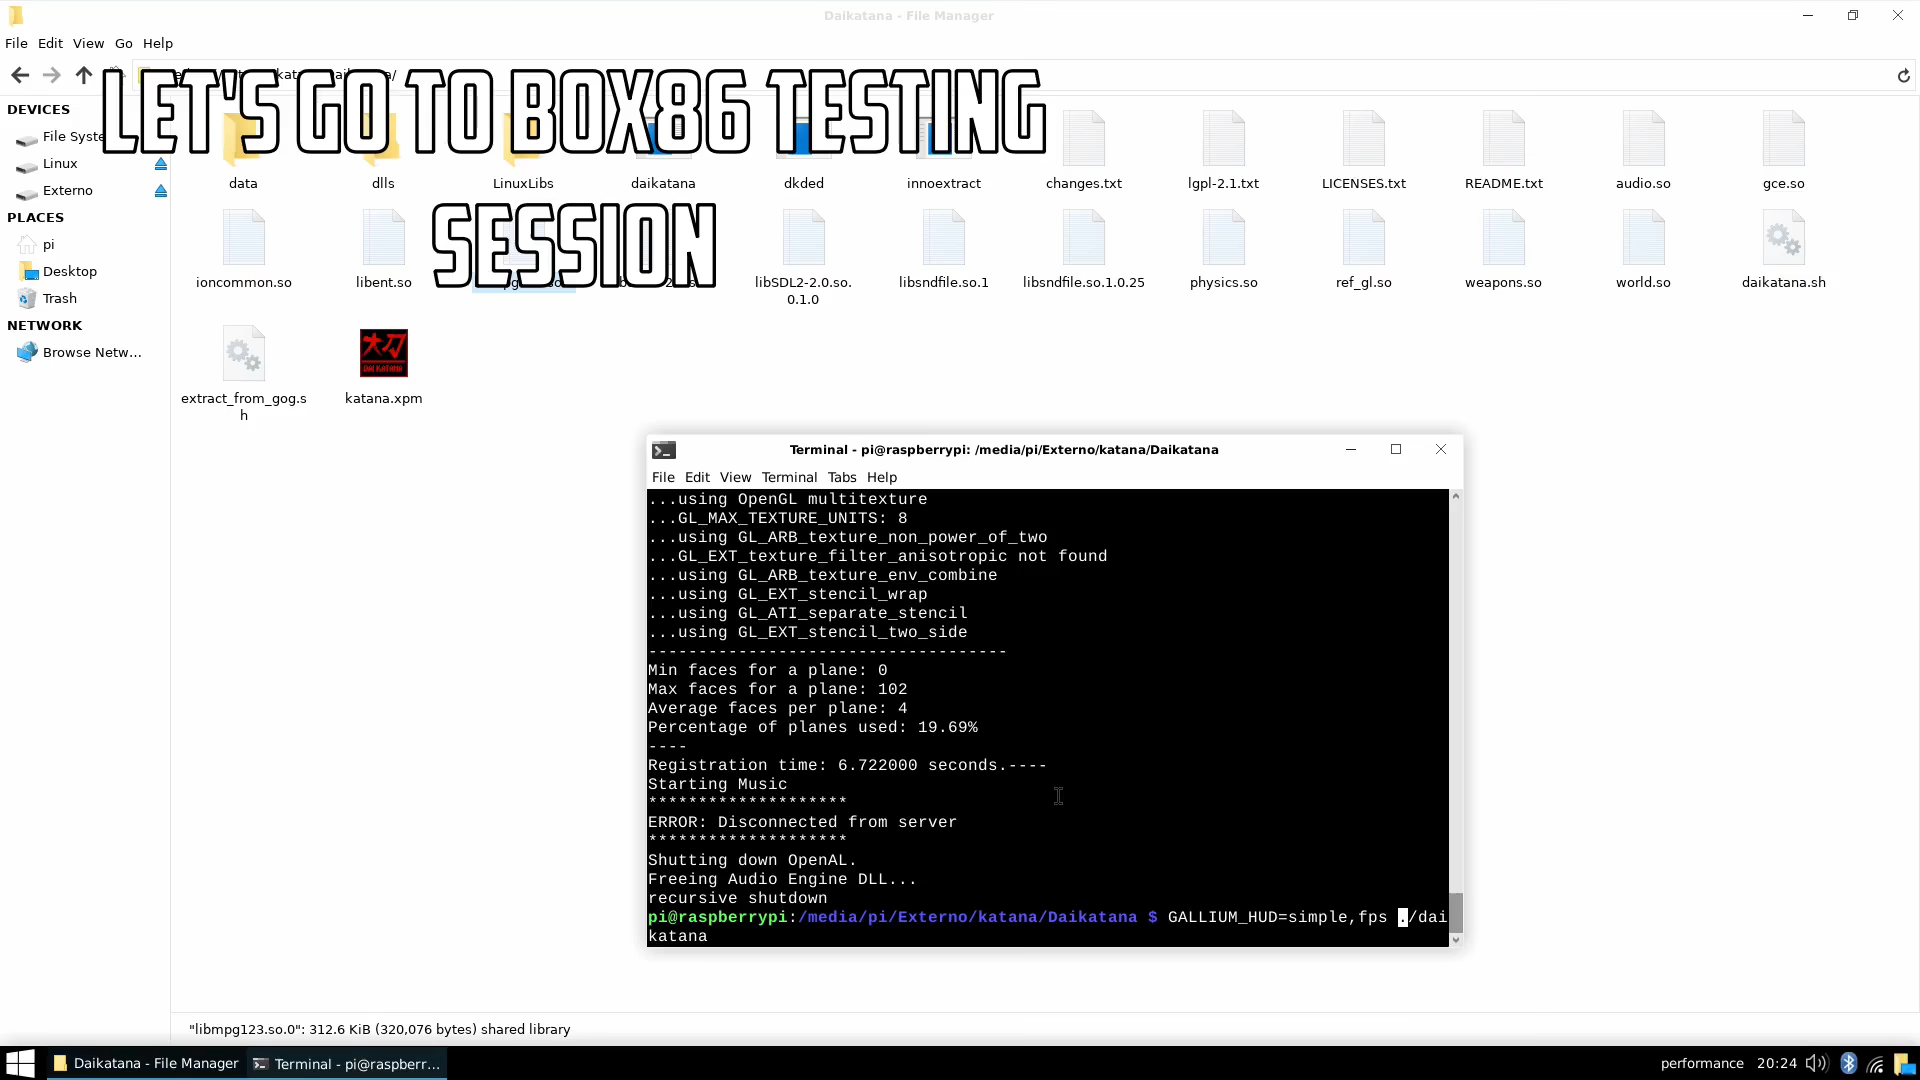 Daikatana - File Manager
File Edit View Go Help
LET'S GO TO BOX86 TESTING
SESSION
DEVICES
File Syste
Linux
Externo
PLACES
pi
Desktop
Trash
NETWORK
Browse Netw...
data dlls LinuxLibs daikatana dkded innoextract changes.txt lgpl-2.1.txt LICENSES.txt README.txt audio.so gce.so
ioncommon.so libent.so libSDL2-2.0.so. libsndfile.so.1 libsndfile.so.1.0.25 physics.so ref_gl.so weapons.so world.so daikatana.sh
0.1.0
大刀
DAIKATANA
extract_from_gog.s katana.xpm
h
Terminal - pi@raspberrypi: /media/pi/Externo/katana/Daikatana
File Edit View Terminal Tabs Help
...using OpenGL multitexture
...GL_MAX_TEXTURE_UNITS: 8
...using GL_ARB_texture_non_power_of_two
...GL_EXT_texture_filter_anisotropic not found
...using GL_ARB_texture_env_combine
...using GL_EXT_stencil_wrap
...using GL_ATI_separate_stencil
...using GL_EXT_stencil_two_side
------------------------------------
Min faces for a plane: 0
Max faces for a plane: 102
Average faces per plane: 4
Percentage of planes used: 19.69%
----
Registration time: 6.722000 seconds.----
Starting Music
********************
ERROR: Disconnected from server
********************
Shutting down OpenAL.
Freeing Audio Engine DLL...
recursive shutdown
pi@raspberrypi:/media/pi/Externo/katana/Daikatana $ GALLIUM_HUD=simple,fps ./dai
katana
"libmpg123.so.0": 312.6 KiB (320,076 bytes) shared library
Daikatana - File Manager Terminal - pi@raspberr... performance 20:24